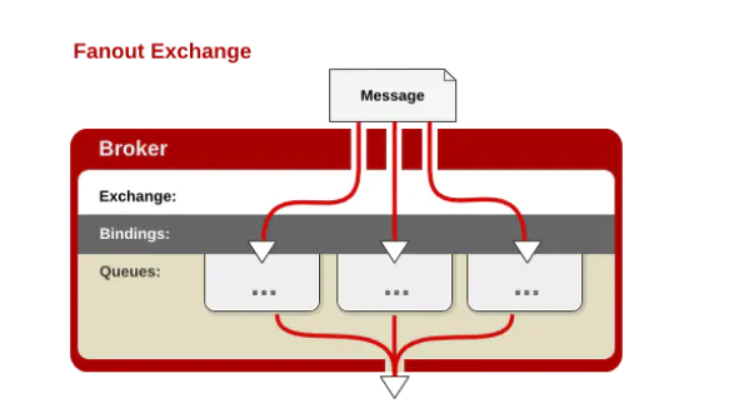 Fanout Exchange
Message
Broker
Exchange:
Bindings:
Queues:
...
...
...